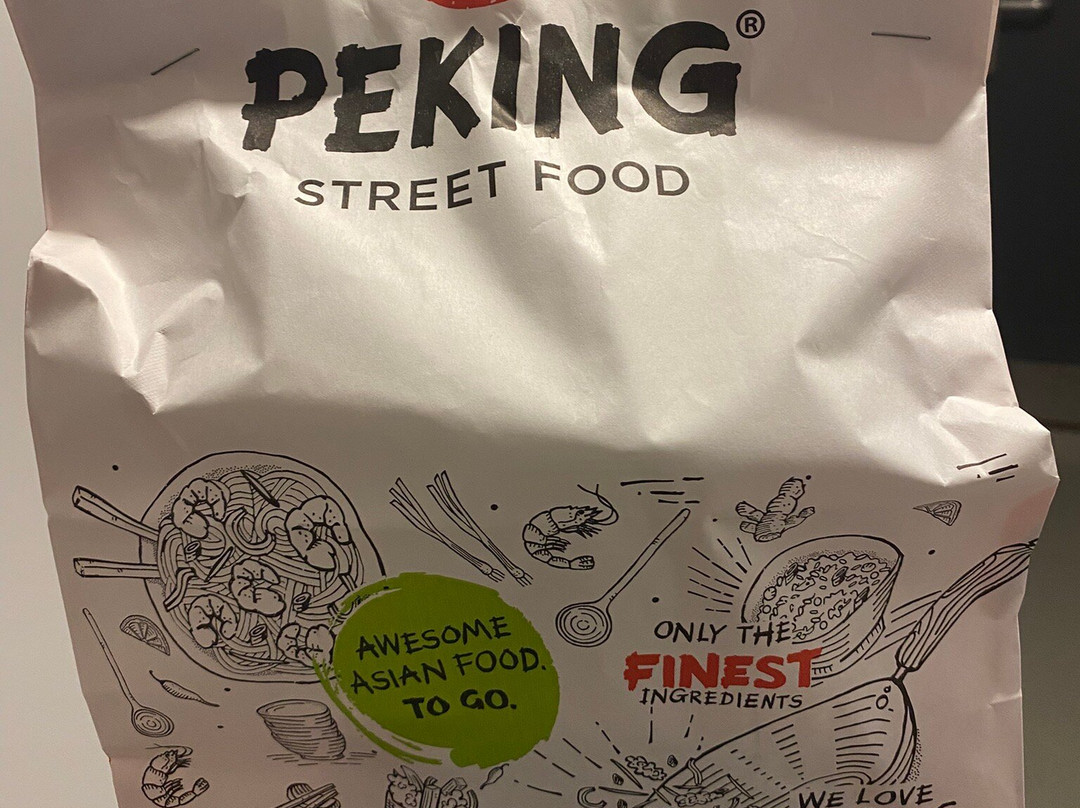 PEKING®
STREET FOOD
AWESOME
ASIAN FOOD.
TO GO.
ONLY THE
FINEST
INGREDIENTS
WE LOVE